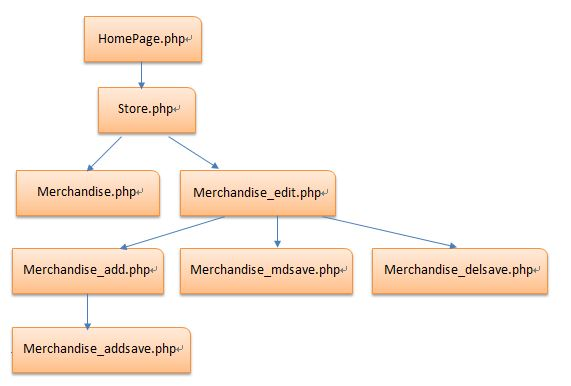 HomePage.php
Store.php
Merchandise.php
Merchandise_edit.php
Merchandise_add.php
Merchandise_mdsave.php
Merchandise_delsave.php
Merchandise_addsave.php